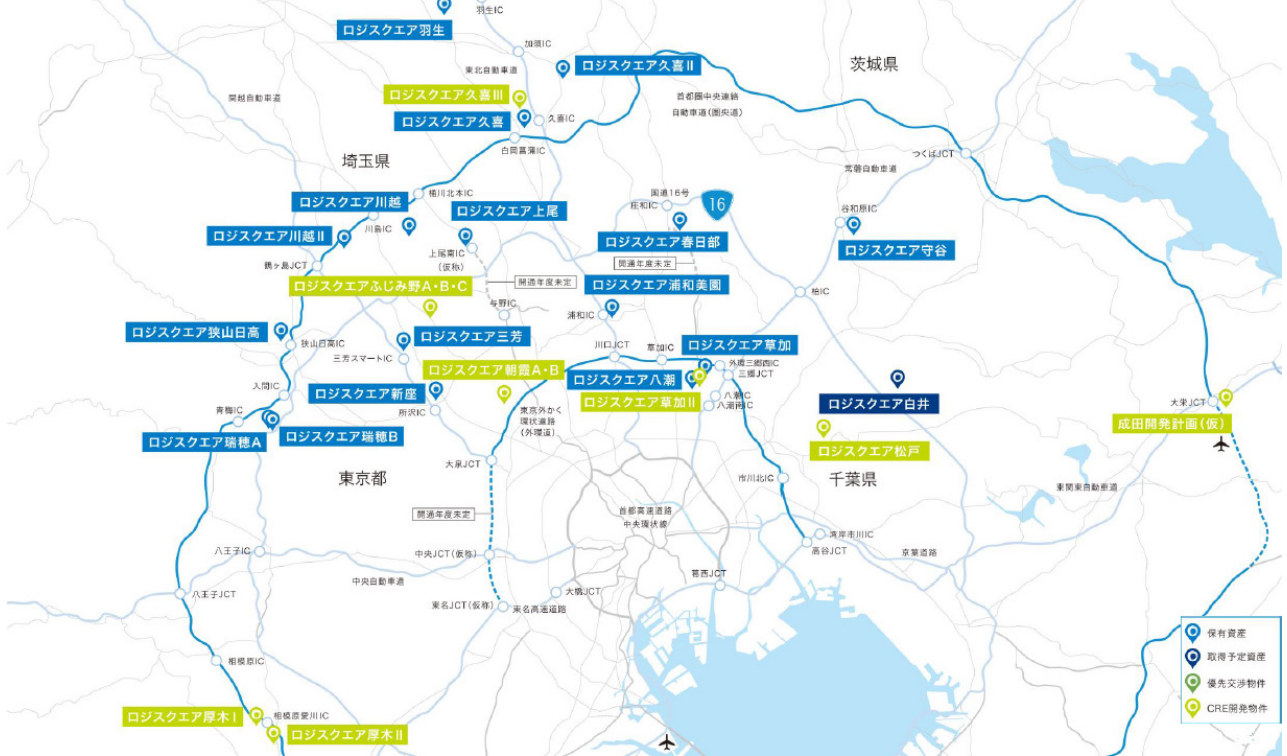 羽生IC
ロジスクエア羽生
加須IC
東北自動車道
ロジスクエア久喜Ⅱ
茨城県
関越自動車道
ロジスクエア久喜Ⅲ
首都圏中央連絡
自動車道(圏央道)
ロジスクエア久喜
久喜IC
白岡菖蒲IC
つくばJCT
埼玉県
常磐自動車道
桶川北本IC
国道16号
庄和IC
16
ロジスクエア川越
川島IC
ロジスクエア上尾
谷和原IC
ロジスクエア川越Ⅱ
上尾南IC
(仮称)
ロジスクエア春日部
ロジスクエア守谷
鶴ヶ島JCT
開通年度未定
開通年度未定
ロジスクエアふじみ野A・B・C
ロジスクエア浦和美園
柏IC
与野IC
浦和IC
ロジスクエア狭山日高
狭山日高IC
ロジスクエア三芳
三芳スマートIC
川口JCT
草加IC
ロジスクエア草加
外環三郷西IC
三郷JCT
ロジスクエア朝霞A・B
ロジスクエア八潮
入間IC
ロジスクエア新座
所沢IC
ロジスクエア草加Ⅱ
八潮IC
八潮南IC
ロジスクエア白井
大栄JCT
青梅IC
東京外かく
環状道路
(外環道)
成田開発計画(仮)
ロジスクエア瑞穂A
ロジスクエア瑞穂B
ロジスクエア松戸
大泉JCT
東京都
市川北IC
千葉県
東関東自動車道
開通年度未定
首都高速道路
中央環状線
湾岸市川IC
高谷JCT
京葉道路
八王子IC
中央JCT(仮称)
中央自動車道
葛西JCT
八王子JCT
大橋JCT
東名JCT(仮称)
東名高速道路
保有資産
取得予定資産
優先交渉物件
CRE開発物件
相模原IC
ロジスクエア厚木Ⅰ
相模原愛川IC
ロジスクエア厚木Ⅱ